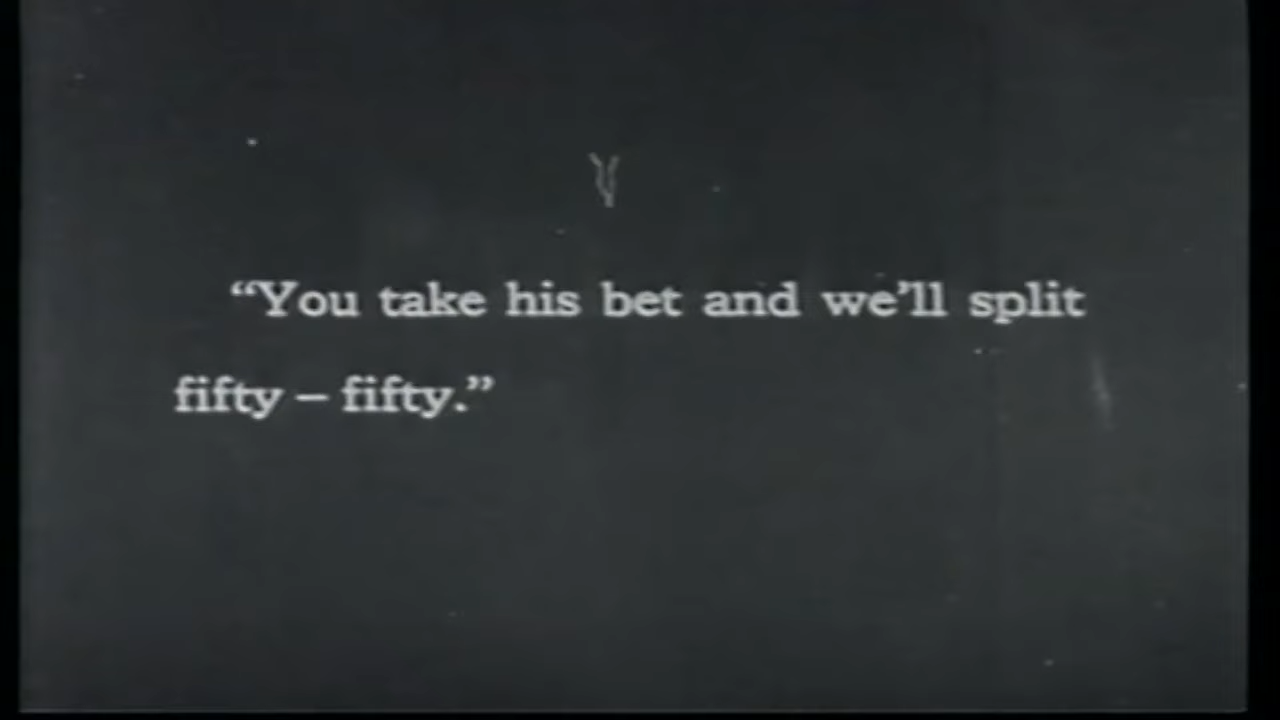 “You take his bet and we’ll split
fifty – fifty.”